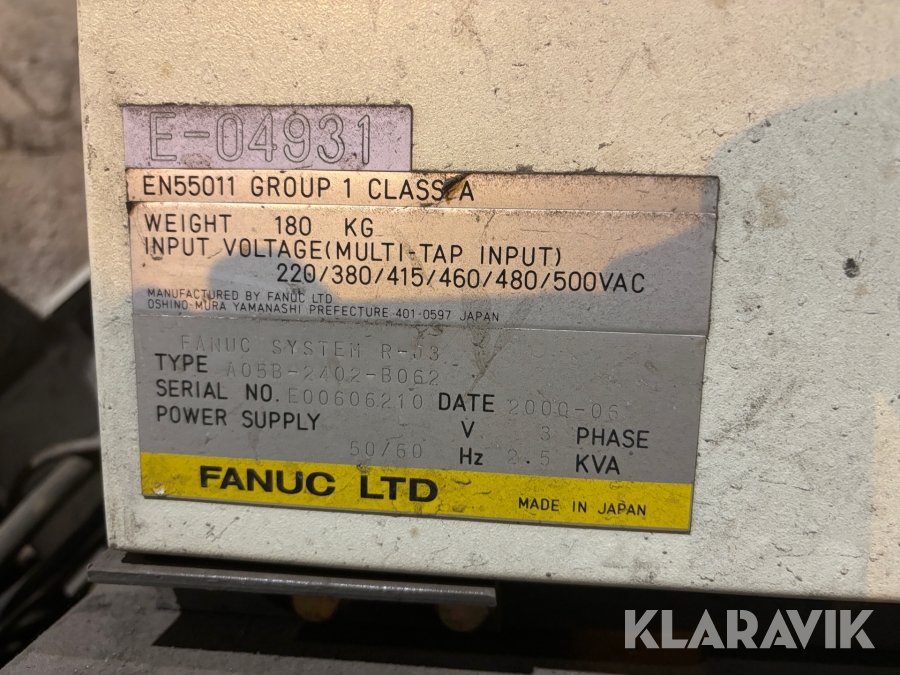 E-04931
EN55011 GROUP 1 CLASS A
WEIGHT 180 KG
INPUT VOLTAGE(MULTI-TAP INPUT)
220/380/415/460/480/500VAC
MANUFACTURED BY FANUC LTD
OSHINO-MURA YAMANASHI PREFECTURE 401-0597 JAPAN
FANUC SYSTEM R-J3
TYPE A05B-2402-B062
SERIAL NO. E00606210 DATE 2000-06
POWER SUPPLY - V 3 PHASE
50/60 Hz 2.5 KVA
FANUC LTD MADE IN JAPAN
KLARAVIK